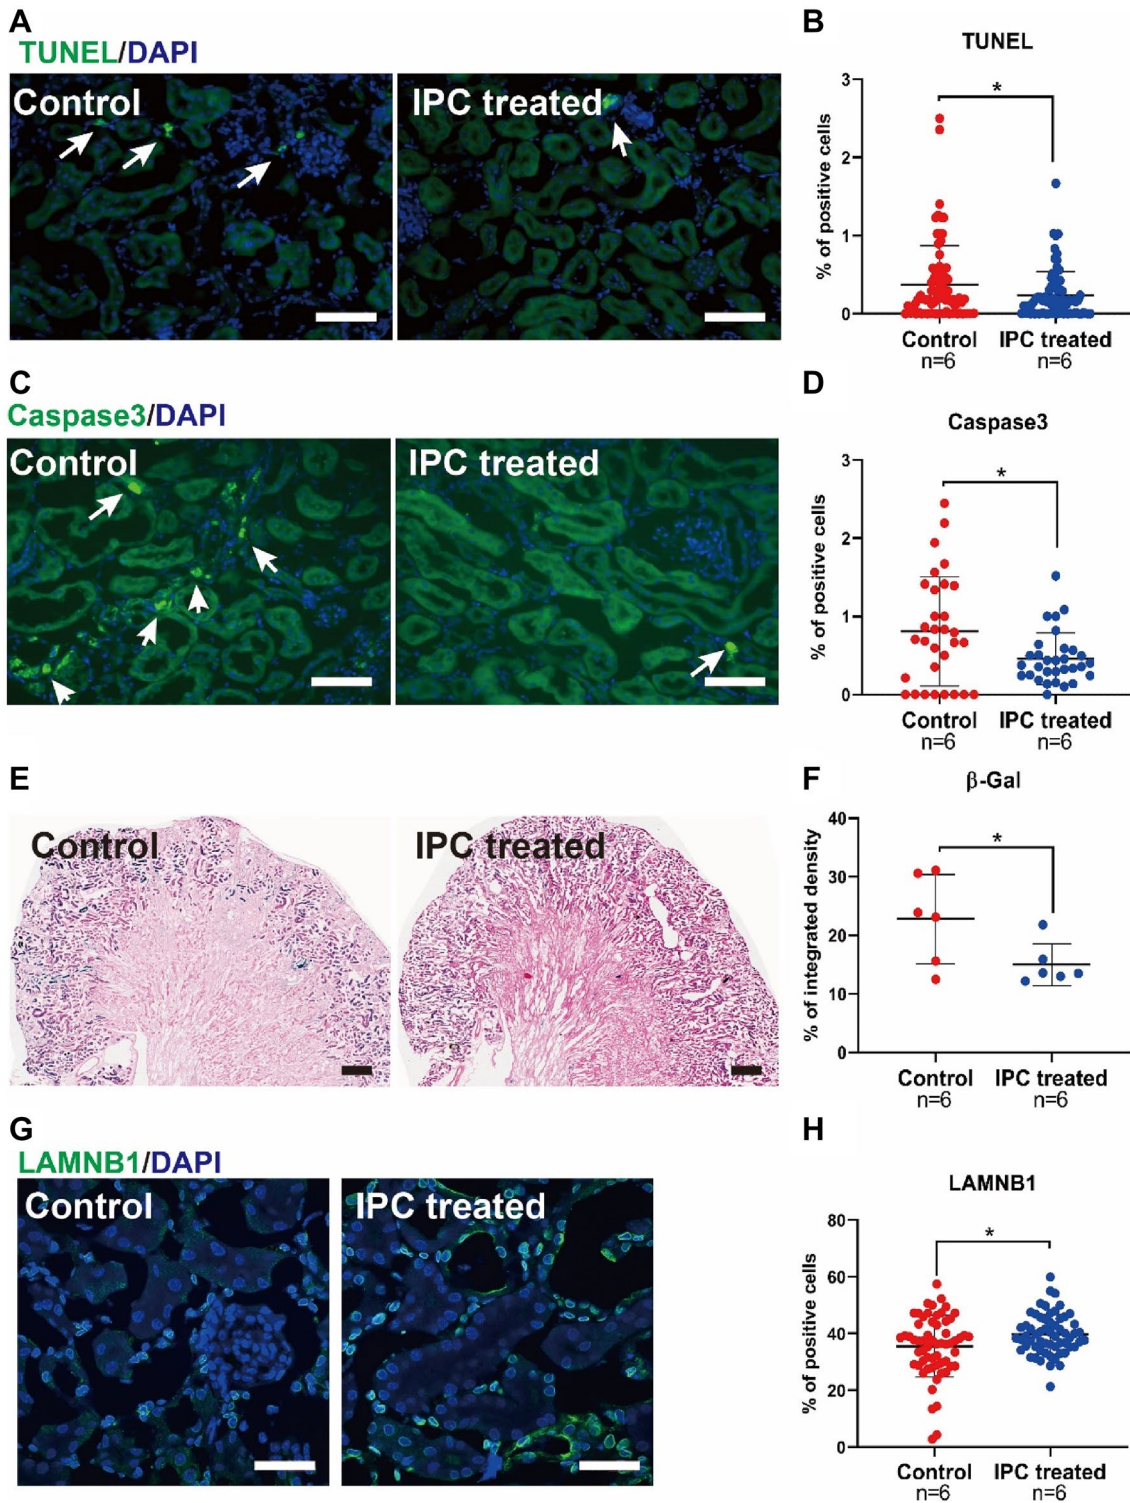 A
TUNEL/DAPI
Control
IPC treated
B
TUNEL
*
% of positive cells
3
2
1
0
Control
IPC treated
n=6
n=6
C
Caspase3/DAPI
Control
IPC treated
D
Caspase3
*
% of positive cells
3
2
1
0
Control
IPC treated
n=6
n=6
E
Control
IPC treated
F
β-Gal
*
% of integrated density
40
30
20
10
0
Control
IPC treated
n=6
n=6
G
LAMNB1/DAPI
Control
IPC treated
H
LAMNB1
*
% of positive cells
80
60
40
20
0
Control
IPC treated
n=6
n=6